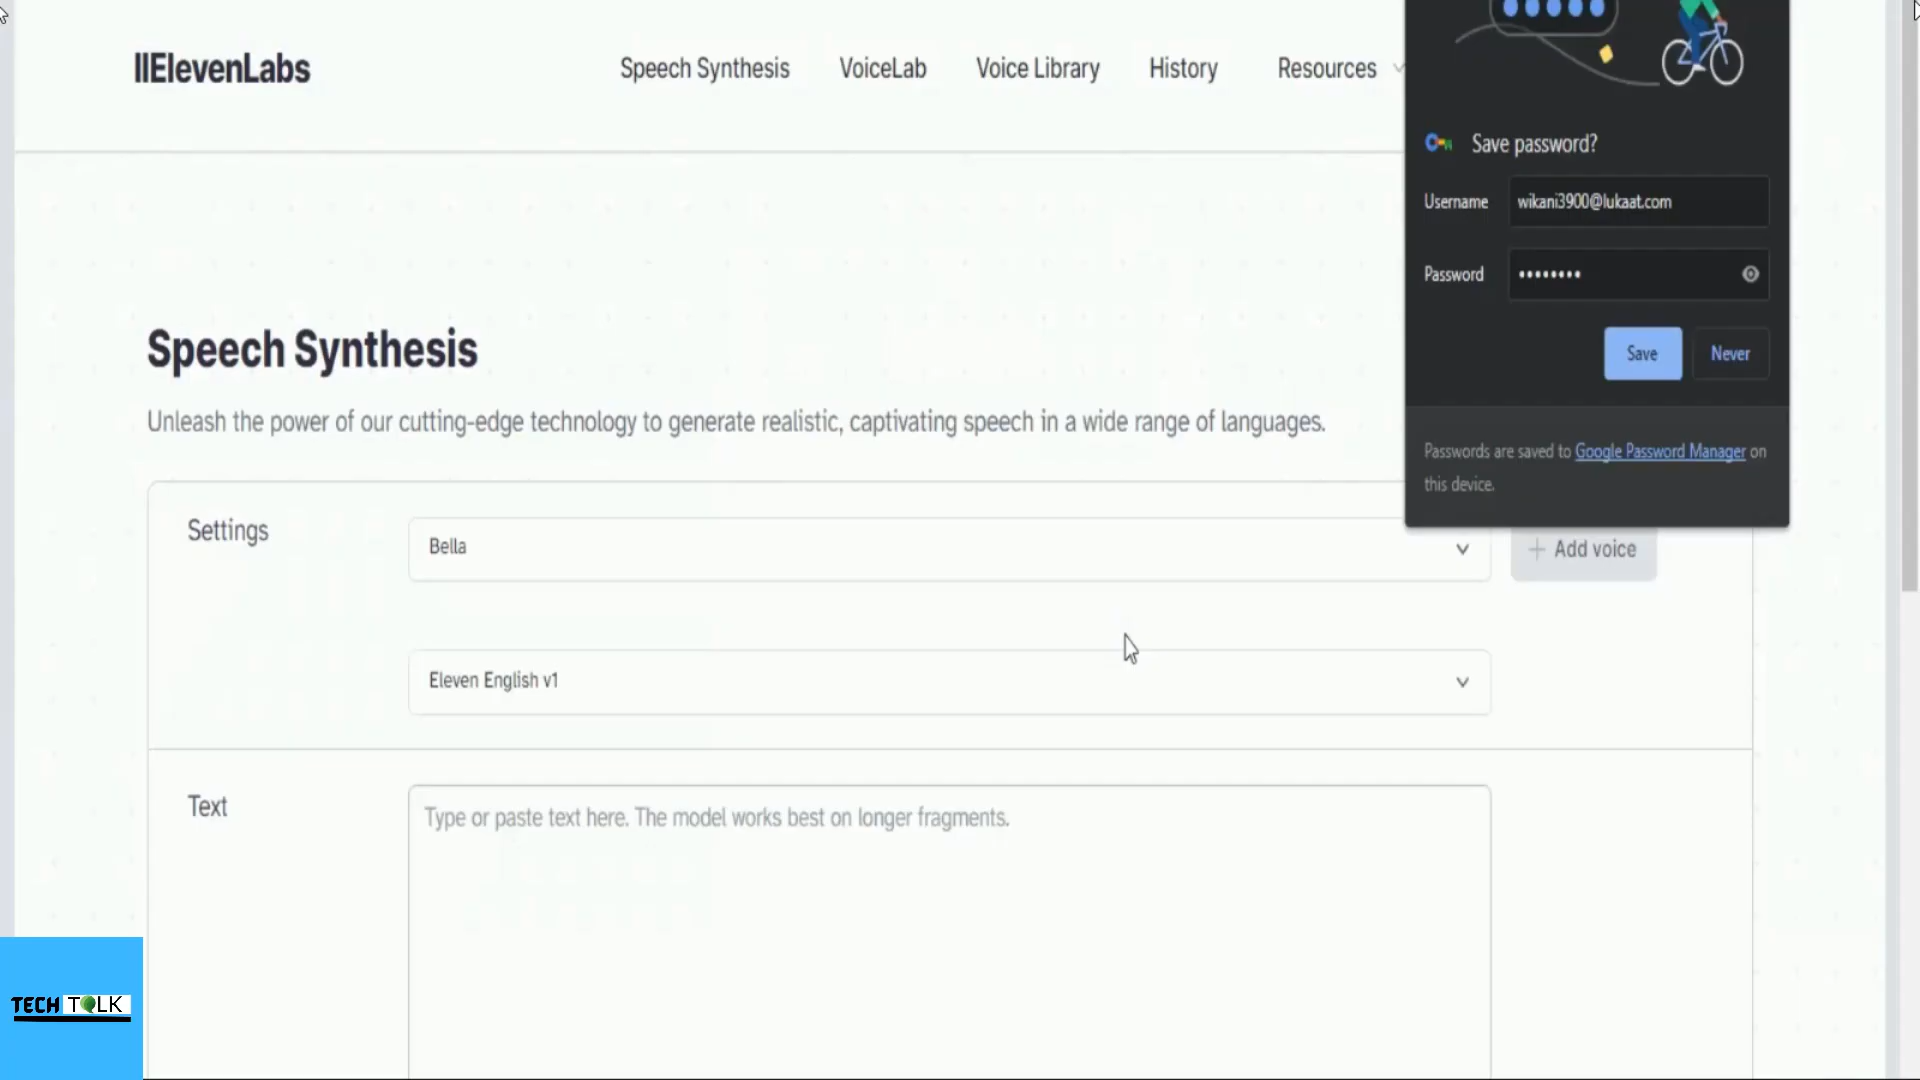 IIElevenLabs
Speech Synthesis
VoiceLab
Voice Library
History
Resources
Save password?
Username
wikani3900@lukaat.com
Password
••••••••
Save
Never
Passwords are saved to Google Password Manager on
this device.
Speech Synthesis
Unleash the power of our cutting-edge technology to generate realistic, captivating speech in a wide range of languages.
Settings
Bella
+ Add voice
Eleven English v1
Text
Type or paste text here. The model works best on longer fragments.
TECH TALK